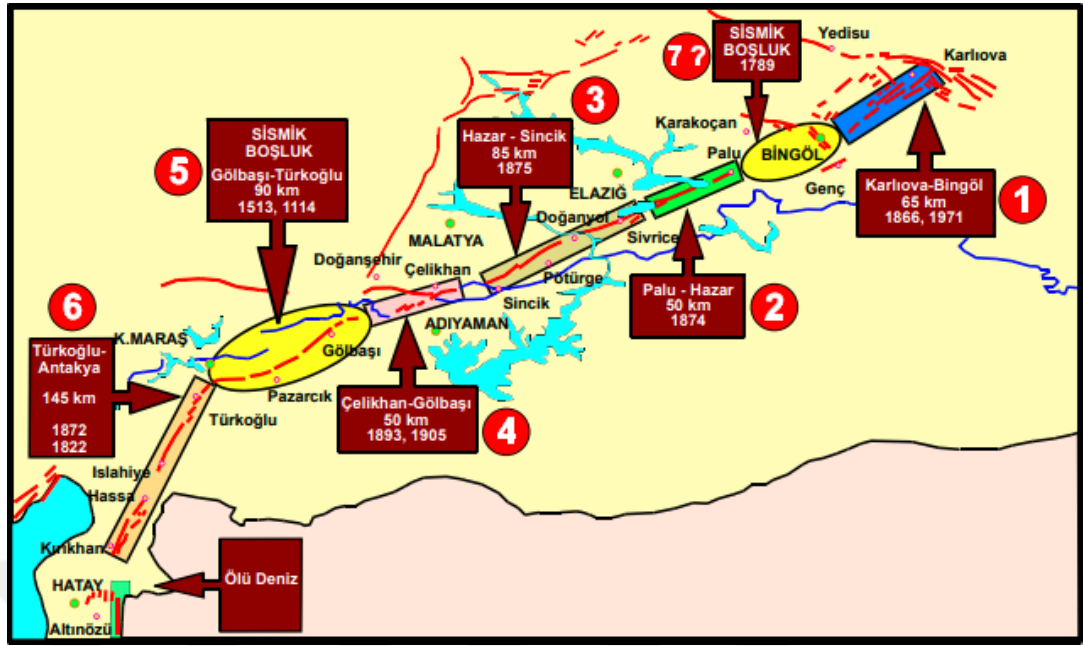 SİSMİK
BOŞLUK
1789
7 ?
Yedisu
Karlıova
3
Karakoçan
Hazar - Sincik
85 km
1875
SİSMİK
BOŞLUK
Gölbaşı-Türkoğlu
90 km
1513, 1114
5
Palu
BİNGÖL
ELAZIĞ
Genç
Karlıova-Bingöl
65 km
1866, 1971
1
Doğanyol
MALATYA
Sivrice
Doğanşehir
Çelikhan
Pötürge
Sincik
Palu - Hazar
50 km
1874
2
6
K.MARAŞ
ADIYAMAN
Gölbaşı
Türkoğlu-
Antakya
145 km
1872
1822
Pazarcık
Türkoğlu
Çelikhan-Gölbaşı
50 km
1893, 1905
4
Islahiye
Hassa
Kırıkhan
HATAY
Ölü Deniz
Altınözü